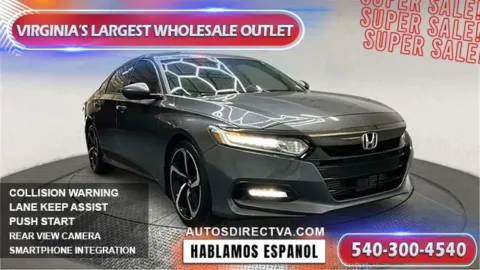 VIRGINIA'S LARGEST WHOLESALE OUTLET
SUPER SALE!
SUPER SALE!
SUPER SALE!
COLLISION WARNING
LANE KEEP ASSIST
PUSH START
REAR VIEW CAMERA
SMARTPHONE INTEGRATION
AUTOSDIRECTVA.COM
HABLAMOS ESPANOL
540-300-4540